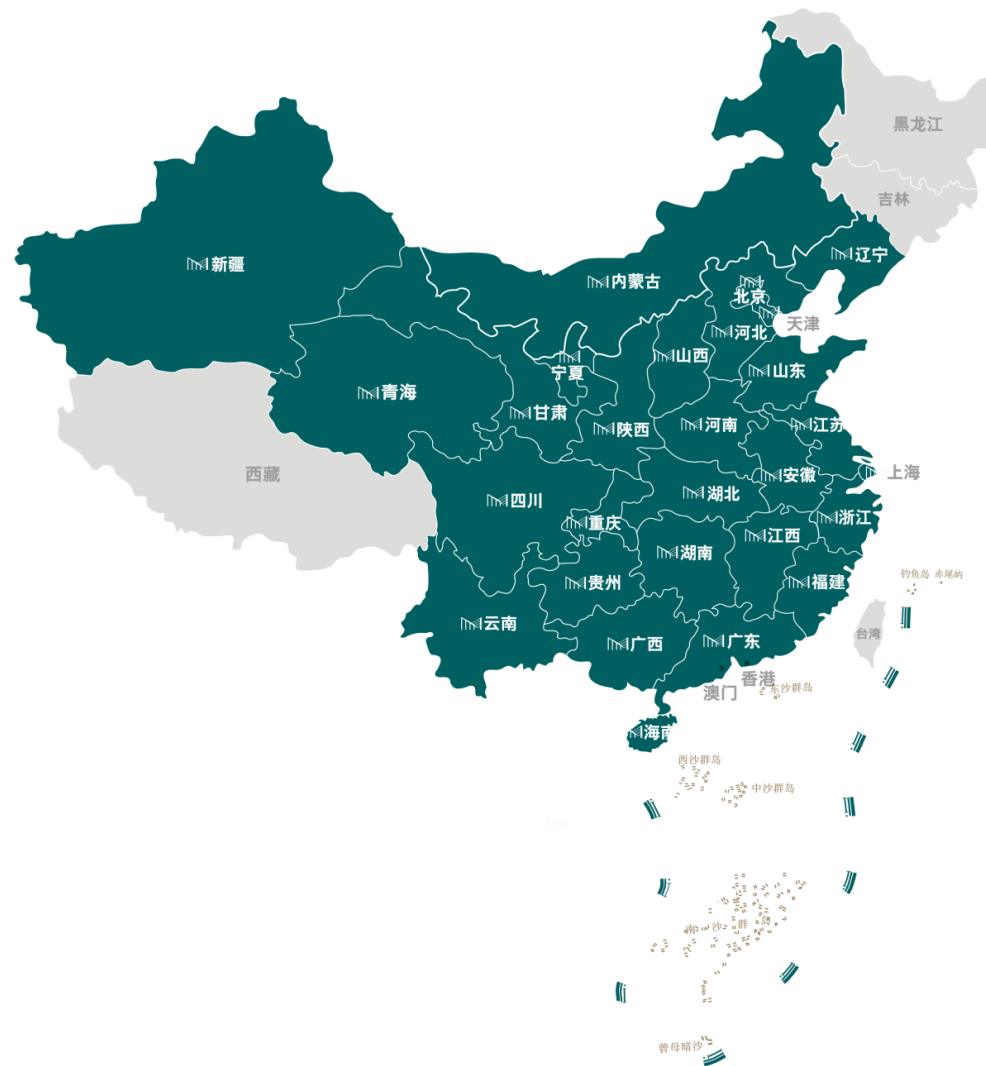 黑龙江
吉林
辽宁
新疆
内蒙古
北京
天津
河北
山西
山东
宁夏
青海
甘肃
陕西
河南
江苏
西藏
四川
湖北
安徽
上海
重庆
浙江
湖南
江西
贵州
福建
钓鱼岛
赤尾屿
云南
广西
广东
台湾
香港
澳门
东沙群岛
海南
西沙群岛
中沙群岛
南沙群岛
曾母暗沙